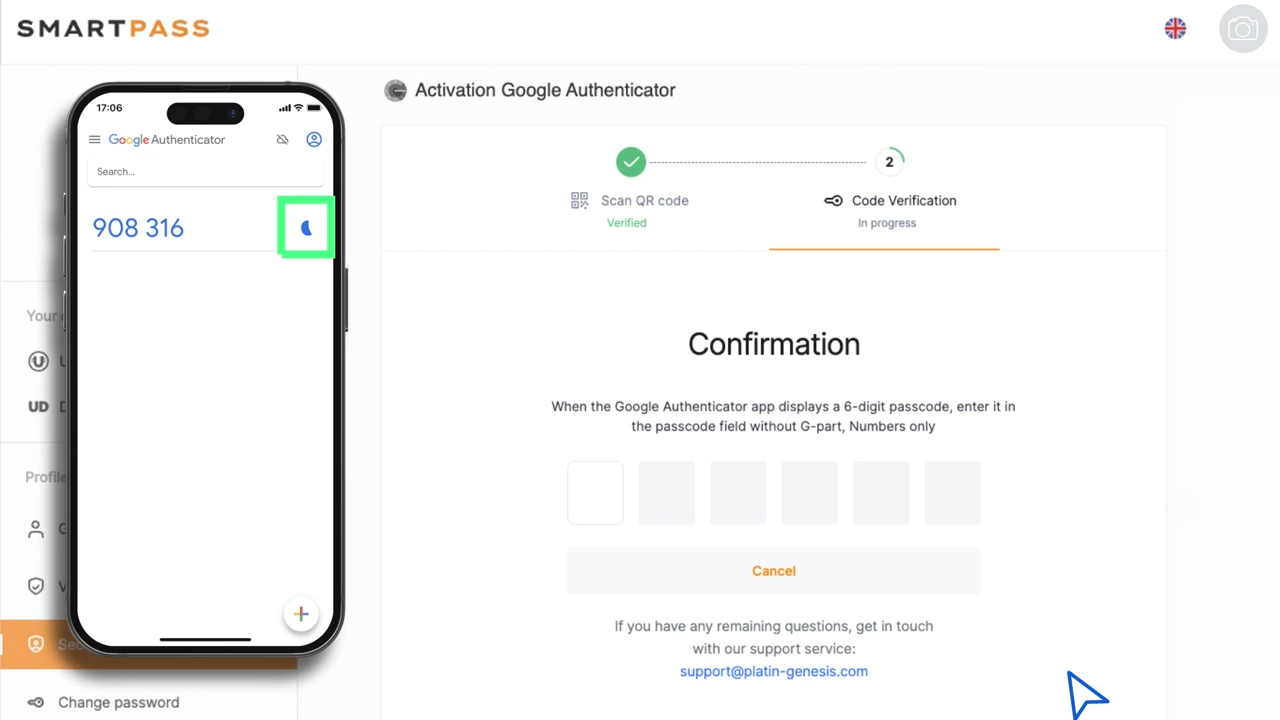 SMARTPASS
17:06
Google Authenticator
Search...
908 316
Your
UD
Profile
Change password
Activation Google Authenticator
2
Scan QR code
Verified
Code Verification
In progress
Confirmation
When the Google Authenticator app displays a 6-digit passcode, enter it in
the passcode field without G-part, Numbers only
Cancel
If you have any remaining questions, get in touch
with our support service:
support@platin-genesis.com